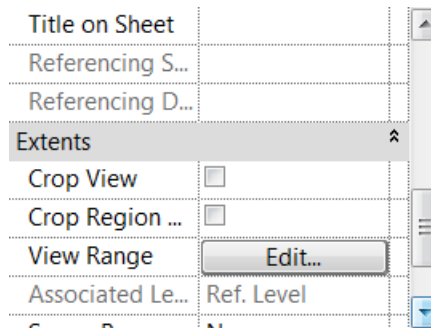 Title on Sheet
Referencing S...
Referencing D...
Extents
Crop View
Crop Region ...
View Range Edit...
Associated Le... Ref. Level